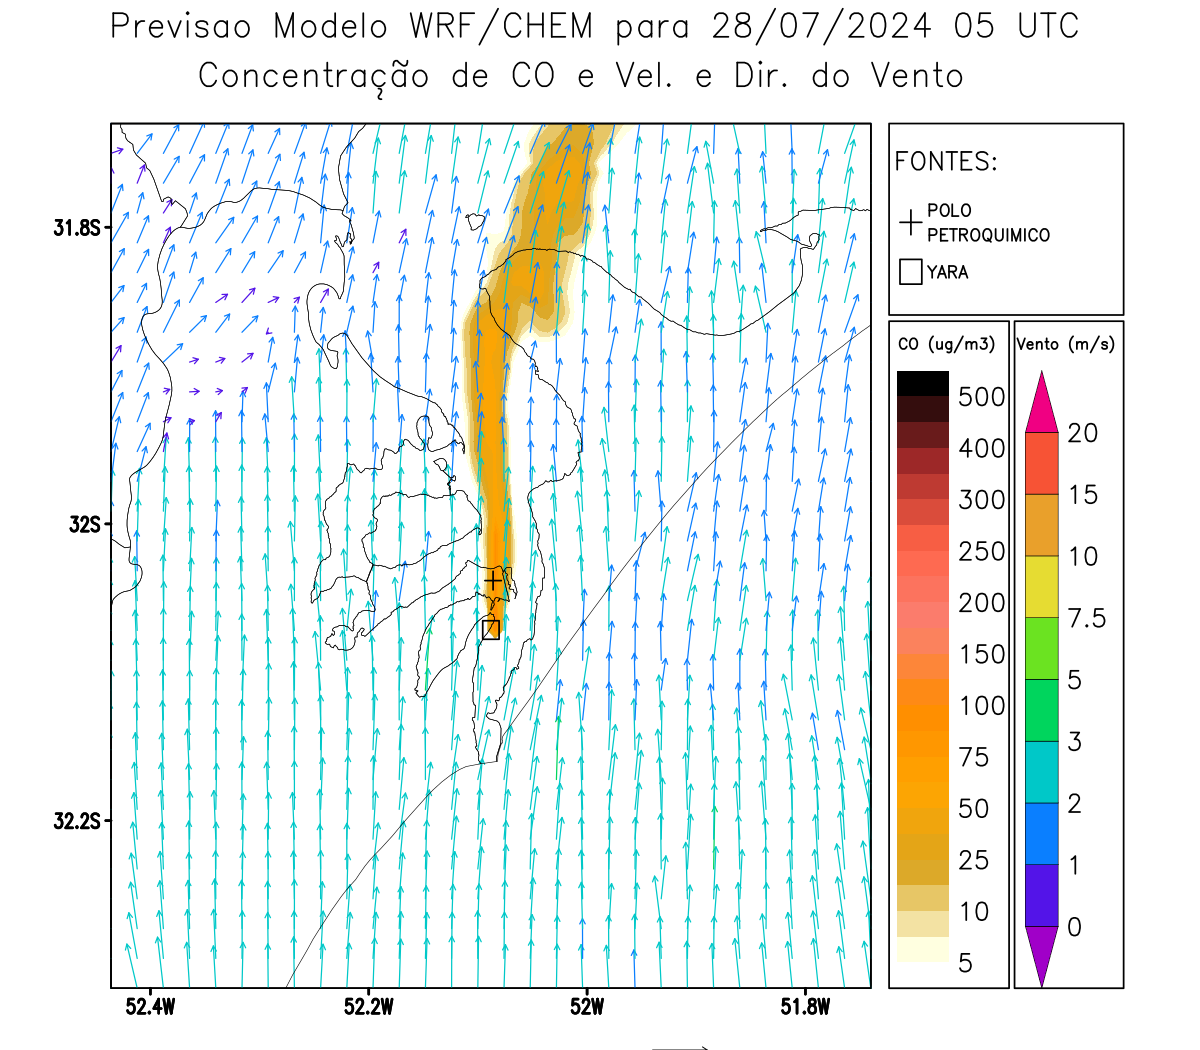 Previsao Modelo WRF/CHEM para 28/07/2024 05 UTC
Concentração de CO e Vel. e Dir. do Vento
FONTES:
POLO
PETROQUIMICO
YARA
CO (ug/m3)
500
400
300
250
200
150
100
75
50
25
10
5
Vento (m/s)
20
15
10
7.5
5
3
2
1
0
31.8S
32S
32.2S
52.4W
52.2W
52W
51.8W